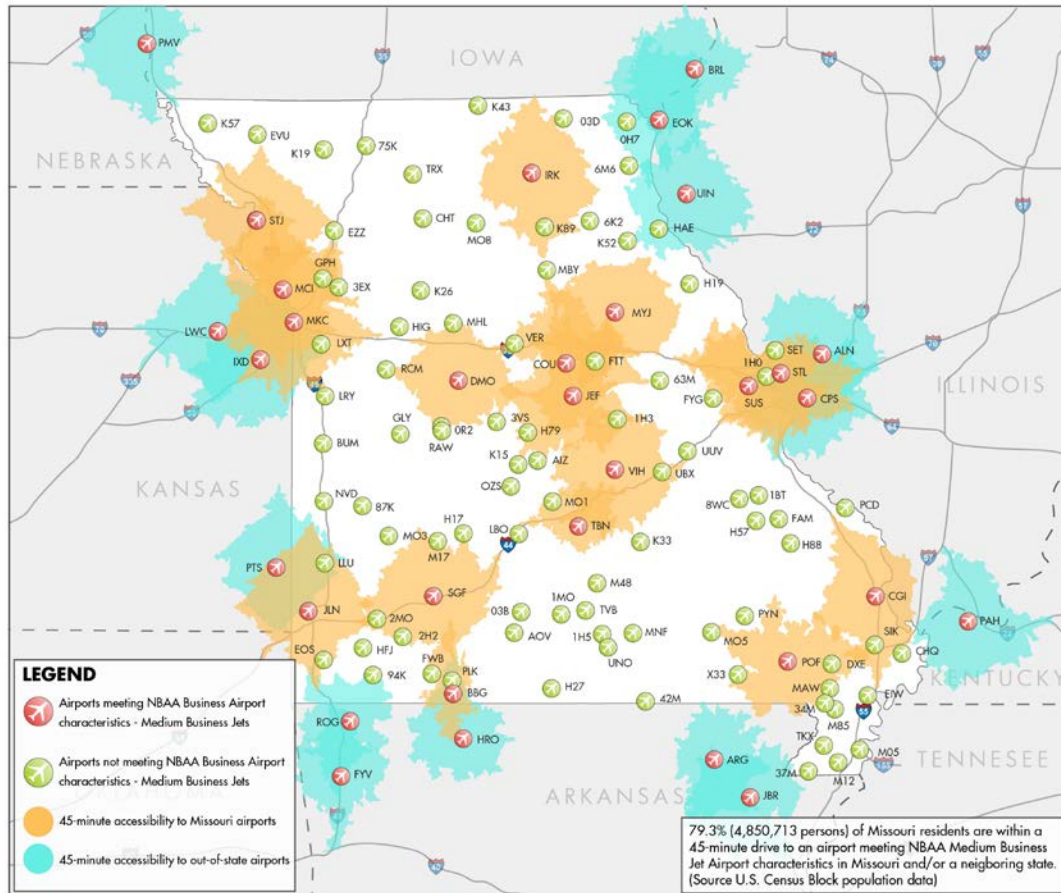 IOWA
PMV
BRL
K43
03D
EOK
0H7
K57
EVU
K19
75K
TRX
IRK
6M6
NEBRASKA
UIN
STJ
CHT
MO8
K89
6K2
K52
HAE
EZZ
GPH
MCI
3EX
K26
MBY
H19
MYJ
LWC
MKC
LXT
HIG
MHL
VER
IXD
RCM
DMO
COU
FTT
JEF
63M
FYG
SET
1H0
STL
ALN
SUS
CPS
ILLINOIS
LRY
GLY
RAW
0R2
3VS
H79
1H3
BUM
K15
AIZ
UUV
VIH
UBX
KANSAS
OZS
MO1
NVD
87K
8WC
1BT
PCD
H57
FAM
H88
MO3
M17
H17
LBO
44
TBN
K33
PTS
LLU
M48
JLN
SGF
2MO
03B
1MO
TVB
CGI
PAH
2H2
AOV
1H5
MNF
UNO
MO5
PYN
SIK
CHQ
EOS
HFJ
94K
FWB
PLK
BBG
H27
42M
X33
POF
DXE
MAW
34M
M85
EIW
55
KENTUCKY
ROG
HRO
FYV
ARG
JBR
TKX
37M
M12
M05
TENNESSEE
ARKANSAS
OKLAHOMA
LEGEND
Airports meeting NBAA Business Airport
characteristics - Medium Business Jets
Airports not meeting NBAA Business Airport
characteristics - Medium Business Jets
45-minute accessibility to Missouri airports
45-minute accessibility to out-of-state airports
79.3% (4,850,713 persons) of Missouri residents are within a
45-minute drive to an airport meeting NBAA Medium Business
Jet Airport characteristics in Missouri and/or a neigboring state.
(Source U.S. Census Block population data)